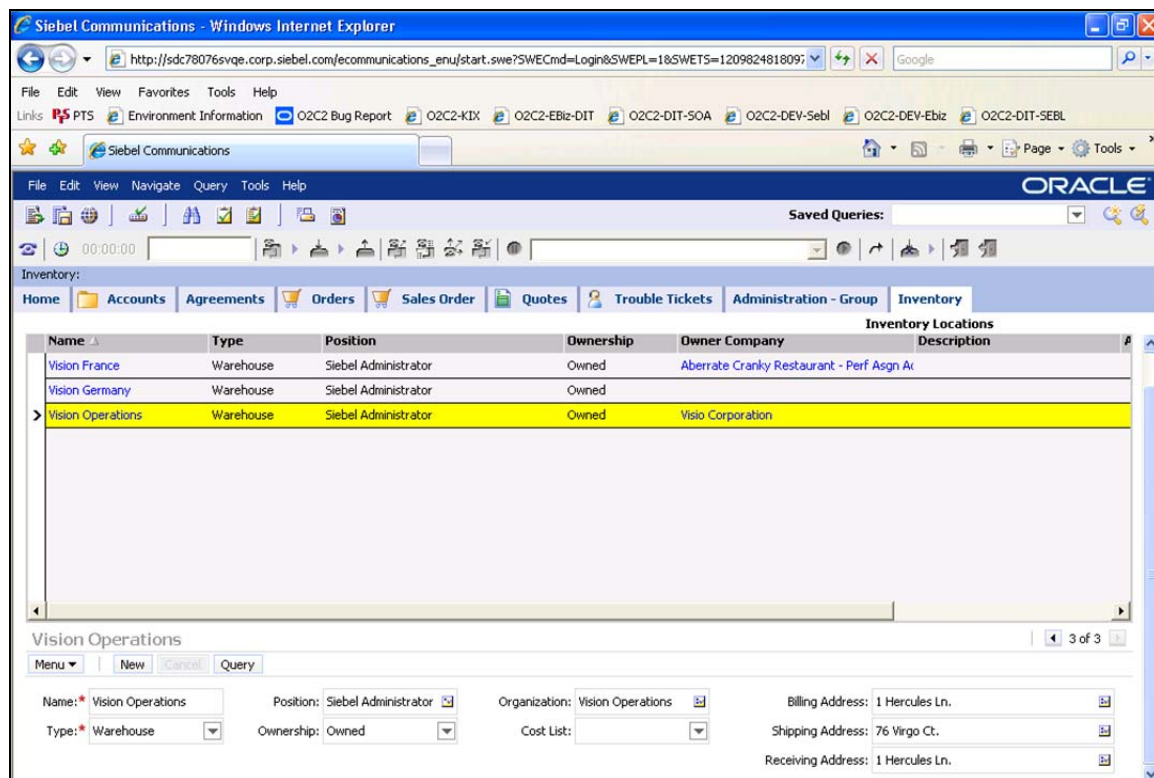 Siebel Communications - Windows Internet Explorer
http://sdc78076svqe.corp.siebel.com/ecommunications_enu/start.swe?SWECmd=Login&SWEPL=1&SWETS=1209824818097 Google
File Edit View Favorites Tools Help
Links PTS Environment Information O2C2 Bug Report O2C2-KIX O2C2-EBiz-DIT O2C2-DIT-SOA O2C2-DEV-Sebl O2C2-DEV-Ebiz O2C2-DIT-SEBL
Siebel Communications Page Tools
File Edit View Navigate Query Tools Help ORACLE
Saved Queries:
00:00:00
Inventory:
Home Accounts Agreements Orders Sales Order Quotes Trouble Tickets Administration - Group Inventory
Inventory Locations
Name Type Position Ownership Owner Company Description A
Vision France Warehouse Siebel Administrator Owned Aberrate Cranky Restaurant - Perf Asgn Ac
Vision Germany Warehouse Siebel Administrator Owned
Vision Operations Warehouse Siebel Administrator Owned Visio Corporation
Vision Operations 3 of 3
Menu New Cancel Query
Name:* Vision Operations Position: Siebel Administrator Organization: Vision Operations Billing Address: 1 Hercules Ln.
Type:* Warehouse Ownership: Owned Cost List: Shipping Address: 76 Virgo Ct.
Receiving Address: 1 Hercules Ln.